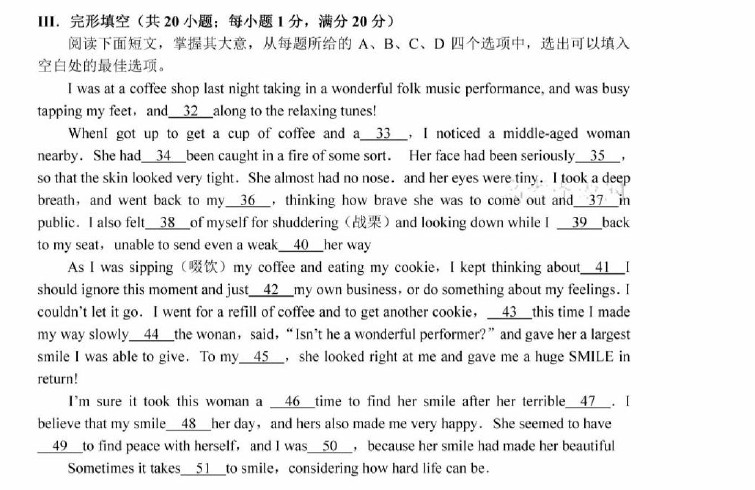 III．完形填空（共 20 小题；每小题 1 分，满分 20 分）
阅读下面短文，掌握其大意，从每题所给的 A、B、C、D 四个选项中，选出可以填入
空白处的最佳选项。
I was at a coffee shop last night taking in a wonderful folk music performance, and was busy
tapping my feet，and 32 along to the relaxing tunes!
WhenI got up to get a cup of coffee and a 33 ，I noticed a middle-aged woman
nearby．She had 34 been caught in a fire of some sort． Her face had been seriously 35 ，
so that the skin looked very tight．She almost had no nose．and her eyes were tiny．I took a deep
breath，and went back to my 36 ，thinking how brave she was to come out and 37 in
public．I also felt 38 of myself for shuddering（战栗）and looking down while I 39 back
to my seat，unable to send even a weak 40 her way
As I was sipping（啜饮）my coffee and eating my cookie，I kept thinking about 41 I
should ignore this moment and just 42 my own business，or do something about my feelings．I
couldn't let it go．I went for a refill of coffee and to get another cookie， 43 this time I made
my way slowly 44 the wonan，said，“Isn't he a wonderful performer?” and gave her a largest
smile I was able to give．To my 45 ，she looked right at me and gave me a huge SMILE in
return!
I'm sure it took this woman a 46 time to find her smile after her terrible 47 ．I
believe that my smile 48 her day，and hers also made me very happy．She seemed to have
49 to find peace with herself，and I was 50 ，because her smile had made her beautiful
Sometimes it takes 51 to smile，considering how hard life can be．